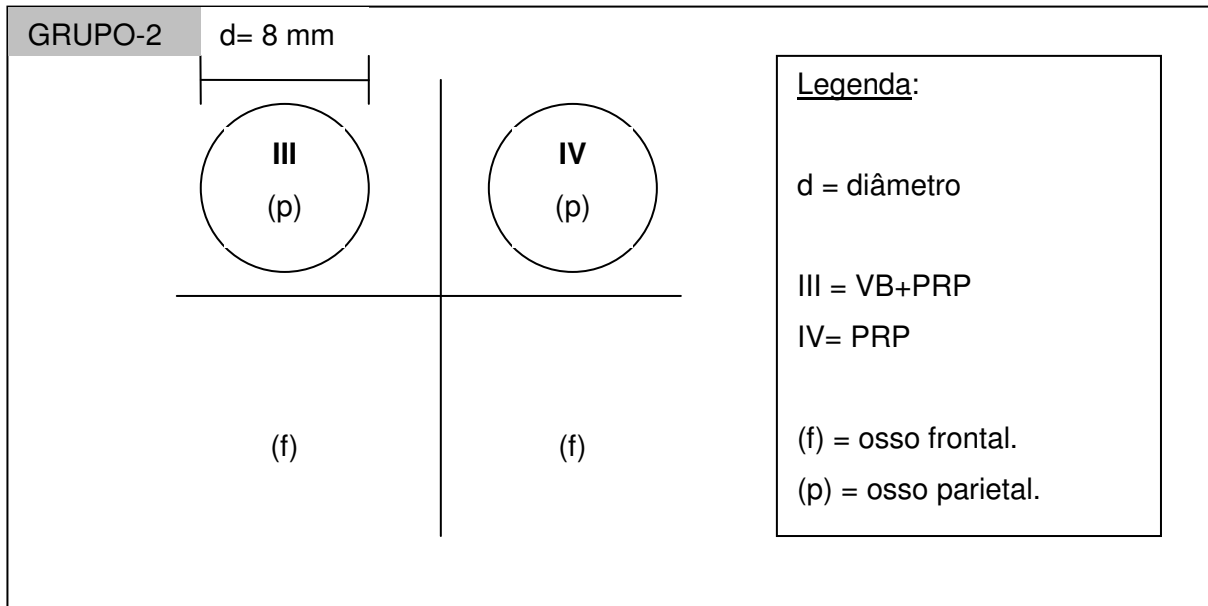 GRUPO-2
d= 8 mm
III
(p)
IV
(p)
(f)
(f)
Legenda:
d = diâmetro
III = VB+PRP
IV= PRP
(f) = osso frontal.
(p) = osso parietal.